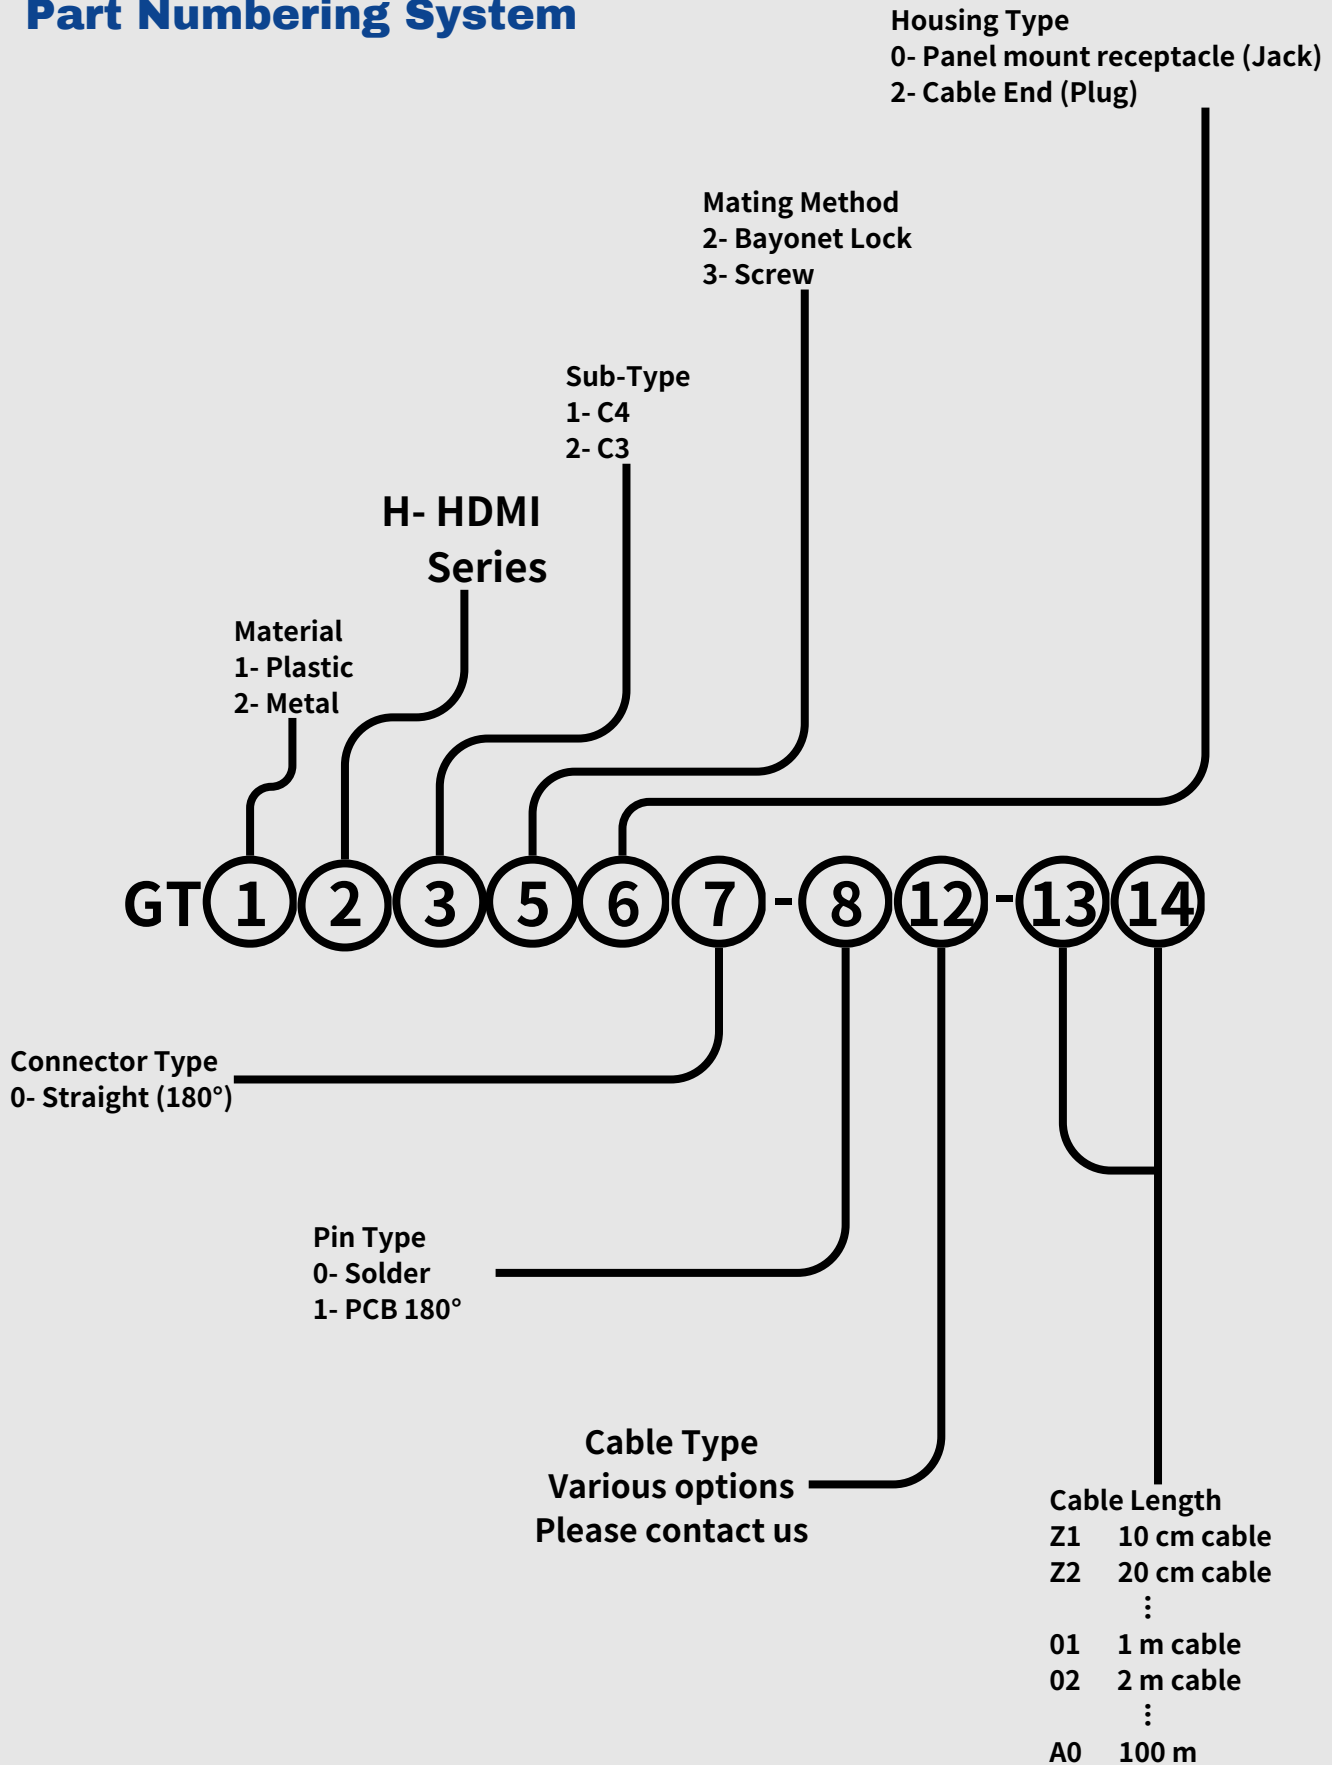 Part Numbering System
Housing Type
0- Panel mount receptacle (Jack)
2- Cable End (Plug)
Mating Method
2- Bayonet Lock
3- Screw
Sub-Type
1- C4
2- C3
H- HDMI
Series
Material
1- Plastic
2- Metal
GT 1 2 3 5 6 7 - 8 12 - 13 14
Connector Type
0- Straight (180°)
Pin Type
0- Solder
1- PCB 180°
Cable Type
Various options
Please contact us
Cable Length
Z1 10 cm cable
Z2 20 cm cable
⋮
01 1 m cable
02 2 m cable
⋮
A0 100 m